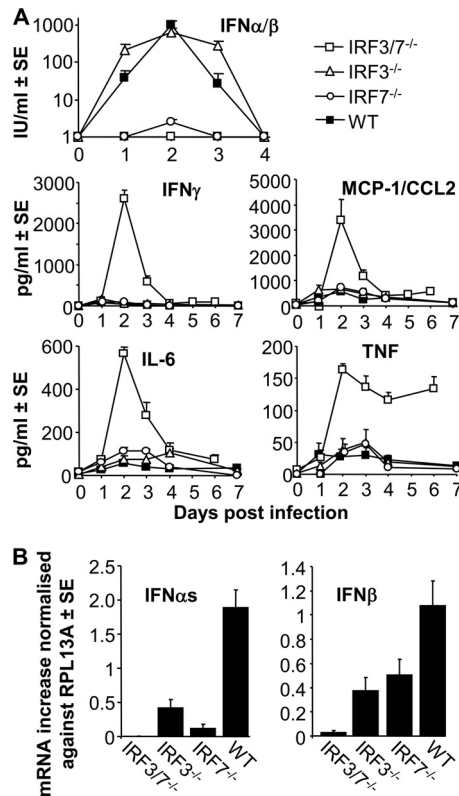 A
IFNα/β
IU/ml ± SE
1000
100
10
1
0 1 2 3 4
IRF3/7-/-
IRF3-/-
IRF7-/-
WT
IFNγ
pg/ml ± SE
3000
2000
1000
0
0 1 2 3 4 5 6 7
MCP-1/CCL2
5000
4000
3000
2000
1000
0
0 1 2 3 4 5 6 7
IL-6
pg/ml ± SE
600
400
200
0
0 1 2 3 4 5 6 7
TNF
200
150
100
50
0
0 1 2 3 4 5 6 7
Days post infection
B
mRNA increase normalised
against RPL13A ± SE
IFNαs
2.5
2.0
1.5
1.0
0.5
0
IRF3/7-/-
IRF3-/-
IRF7-/-
WT
IFNβ
1.4
1.2
1
0.8
0.6
0.4
0.2
0
IRF3/7-/-
IRF3-/-
IRF7-/-
WT